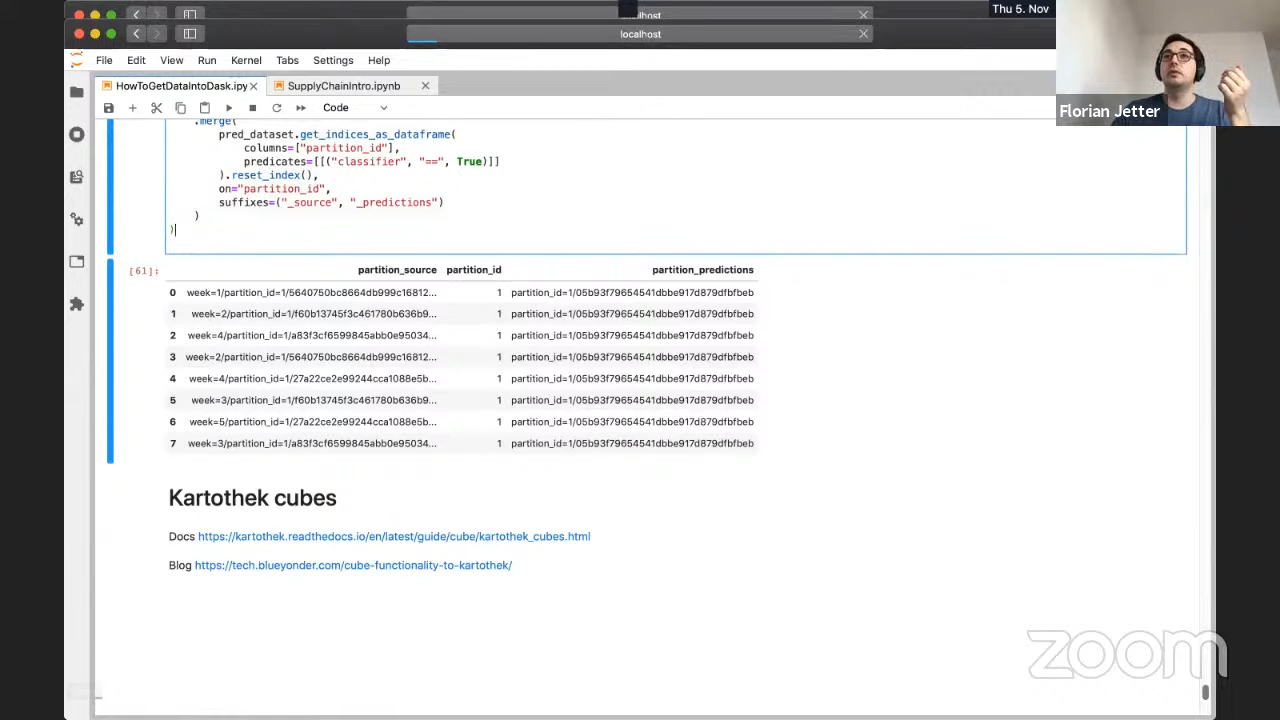 localhost
Thu 5. Nov
localhost
File Edit View Run Kernel Tabs Settings Help
Florian Jetter
HowToGetDataIntoDask.ipy SupplyChainIntro.ipynb
Code
.merge(
pred_dataset.get_indices_as_dataframe(
columns=["partition_id"],
predicates=[[("classifier", "==", True)]]
).reset_index(),
on="partition_id",
suffixes=("_source", "_predictions")
)
)
[61]:
partition_source partition_id partition_predictions
0 week=1/partition_id=1/5640750bc8664db999c16812... 1 partition_id=1/05b93f79654541dbbe917d879dfbfbeb
1 week=2/partition_id=1/f60b13745f3c461780b636b9... 1 partition_id=1/05b93f79654541dbbe917d879dfbfbeb
2 week=4/partition_id=1/a83f3cf6599845abb0e95034... 1 partition_id=1/05b93f79654541dbbe917d879dfbfbeb
3 week=2/partition_id=1/5640750bc8664db999c16812... 1 partition_id=1/05b93f79654541dbbe917d879dfbfbeb
4 week=4/partition_id=1/27a22ce2e99244cca1088e5b... 1 partition_id=1/05b93f79654541dbbe917d879dfbfbeb
5 week=3/partition_id=1/f60b13745f3c461780b636b9... 1 partition_id=1/05b93f79654541dbbe917d879dfbfbeb
6 week=5/partition_id=1/27a22ce2e99244cca1088e5b... 1 partition_id=1/05b93f79654541dbbe917d879dfbfbeb
7 week=3/partition_id=1/a83f3cf6599845abb0e95034... 1 partition_id=1/05b93f79654541dbbe917d879dfbfbeb
Kartothek cubes
Docs https://kartothek.readthedocs.io/en/latest/guide/cube/kartothek_cubes.html
Blog https://tech.blueyonder.com/cube-functionality-to-kartothek/
zoom